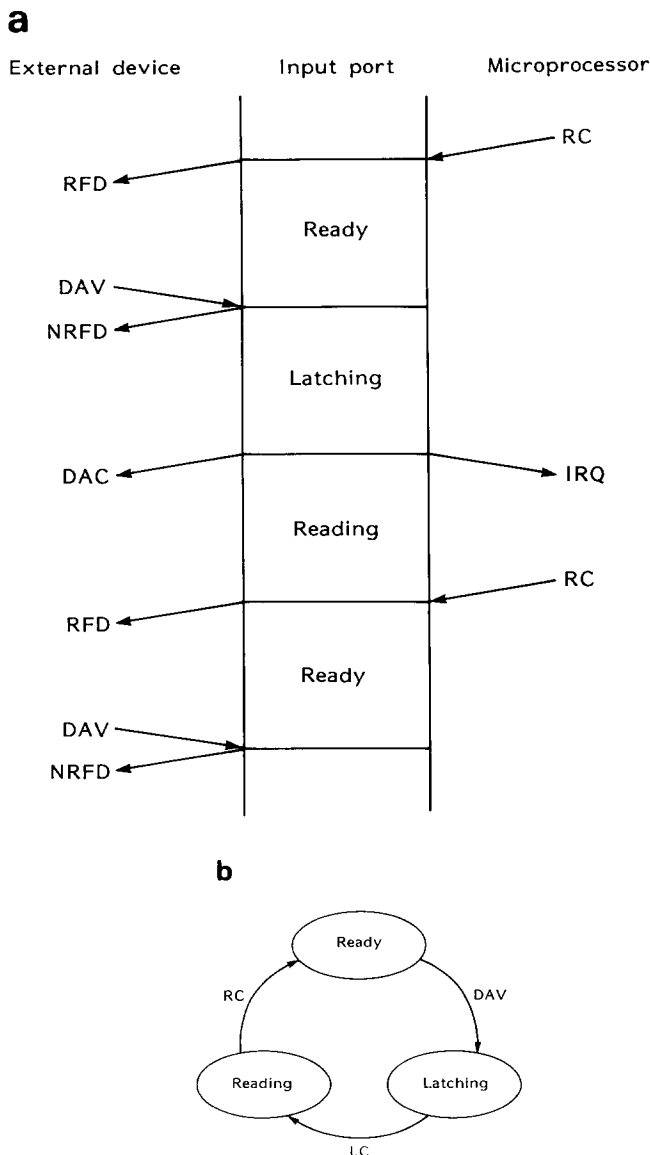 a
External device Input port Microprocessor
RC
RFD
Ready
DAV
NRFD
Latching
DAC
IRQ
Reading
RC
RFD
Ready
DAV
NRFD
b
Ready
RC
DAV
Reading
Latching
LC